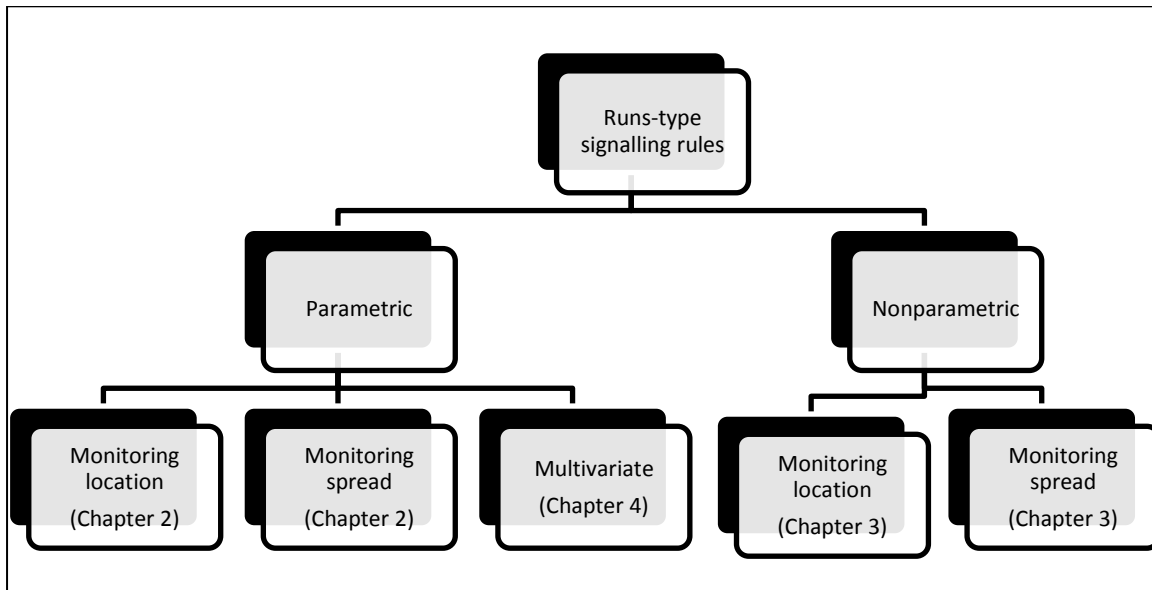 Runs-type
signalling rules
Parametric
Nonparametric
Monitoring
location
(Chapter 2)
Monitoring
spread
(Chapter 2)
Multivariate
(Chapter 4)
Monitoring
location
(Chapter 3)
Monitoring
spread
(Chapter 3)